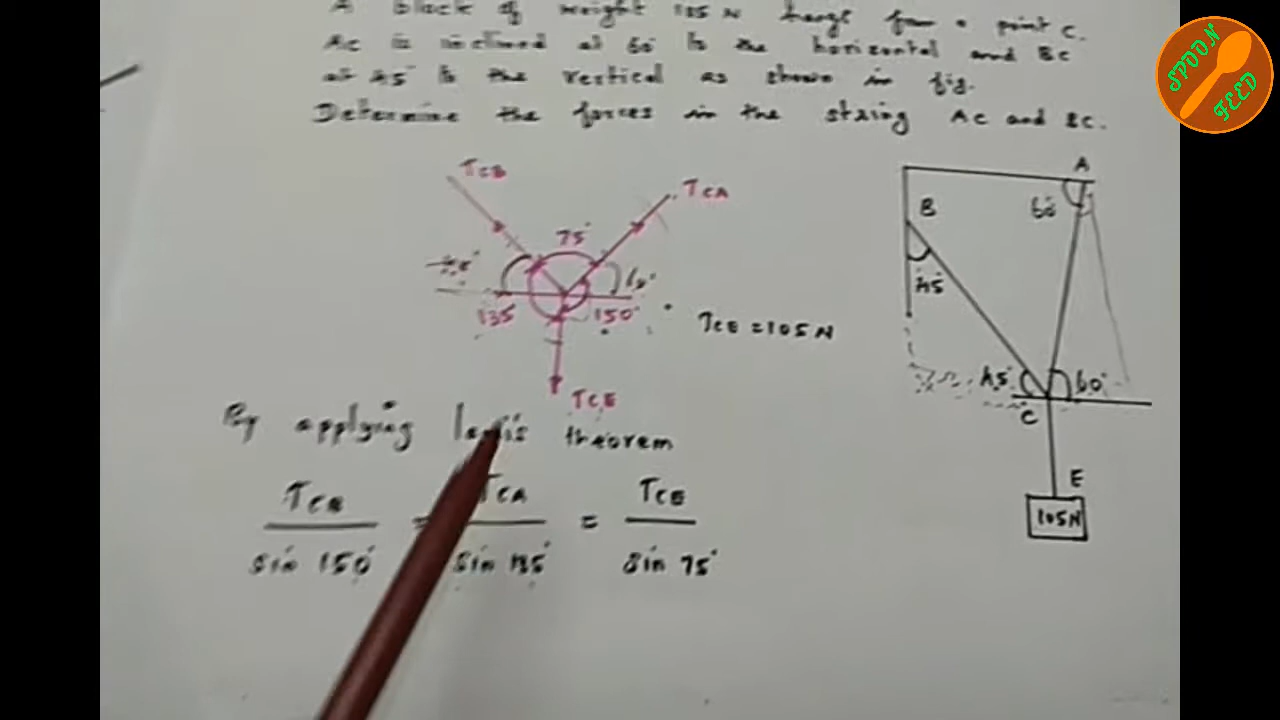 A block of weight 105 N hangs from a point C.
AC is inclined at 60° to the horizontal and BC
at 45° to the vertical as shown in fig.
Determine the forces in the string AC and BC.
SPOON
FEED
TCB
TCA
75°
60°
135
150°
TCE = 105 N
TCE
A
B
60°
45
45°
60°
C
E
105N
By applying theorem
TCB = TCA = TCE
sin 150° sin 135° sin 75°